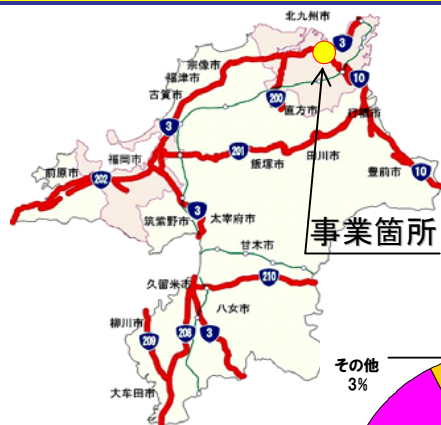 北九州市
3
宗像市
福津市
古賀市
10
200
直方市
行橋市
3
福岡市
201
田川市
飯塚市
前原市
202
豊前市
10
筑紫野市
3
太宰府市
事業箇所
甘木市
久留米市
210
八女市
柳川市
209
208
3
大牟田市
その他
3%